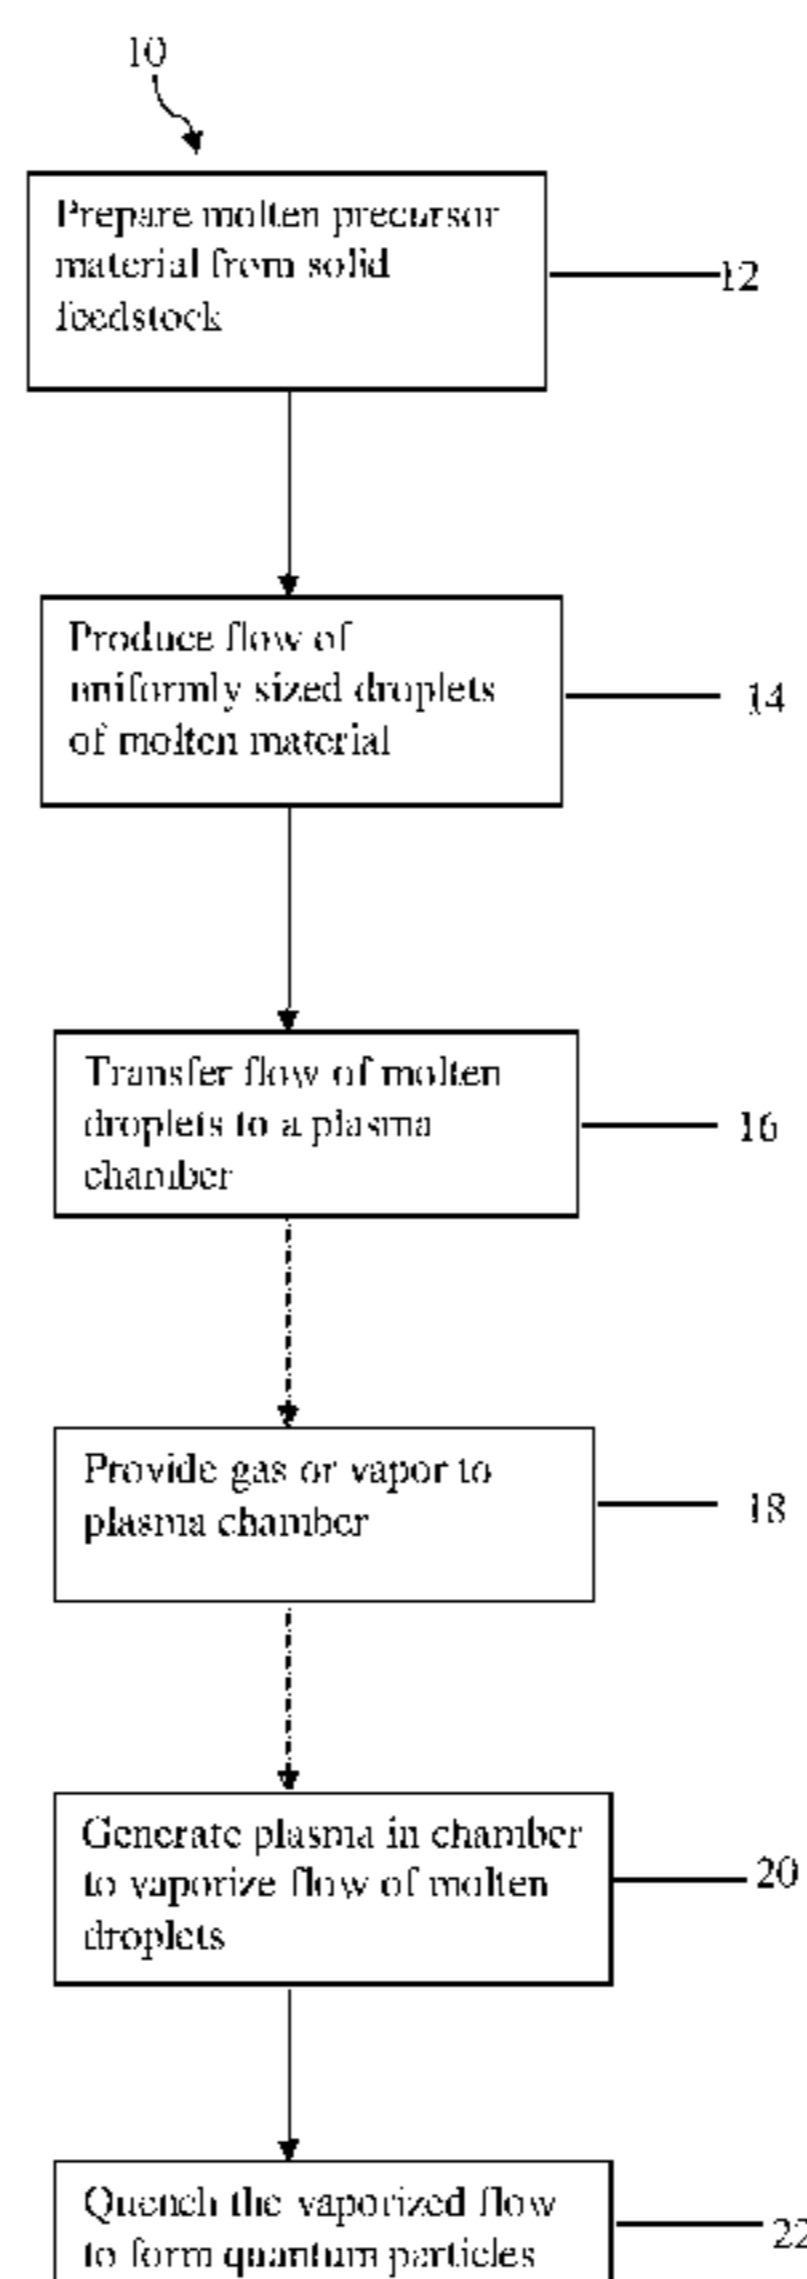 10
Prepare molten precursor
material from solid
feedstock
12
Produce flow of
uniformly sized droplets
of molten material
14
Transfer flow of molten
droplets to a plasma
chamber
16
Provide gas or vapor to
plasma chamber
18
Generate plasma in chamber
to vaporize flow of molten
droplets
20
Quench the vaporized flow
to form quantum particles
22